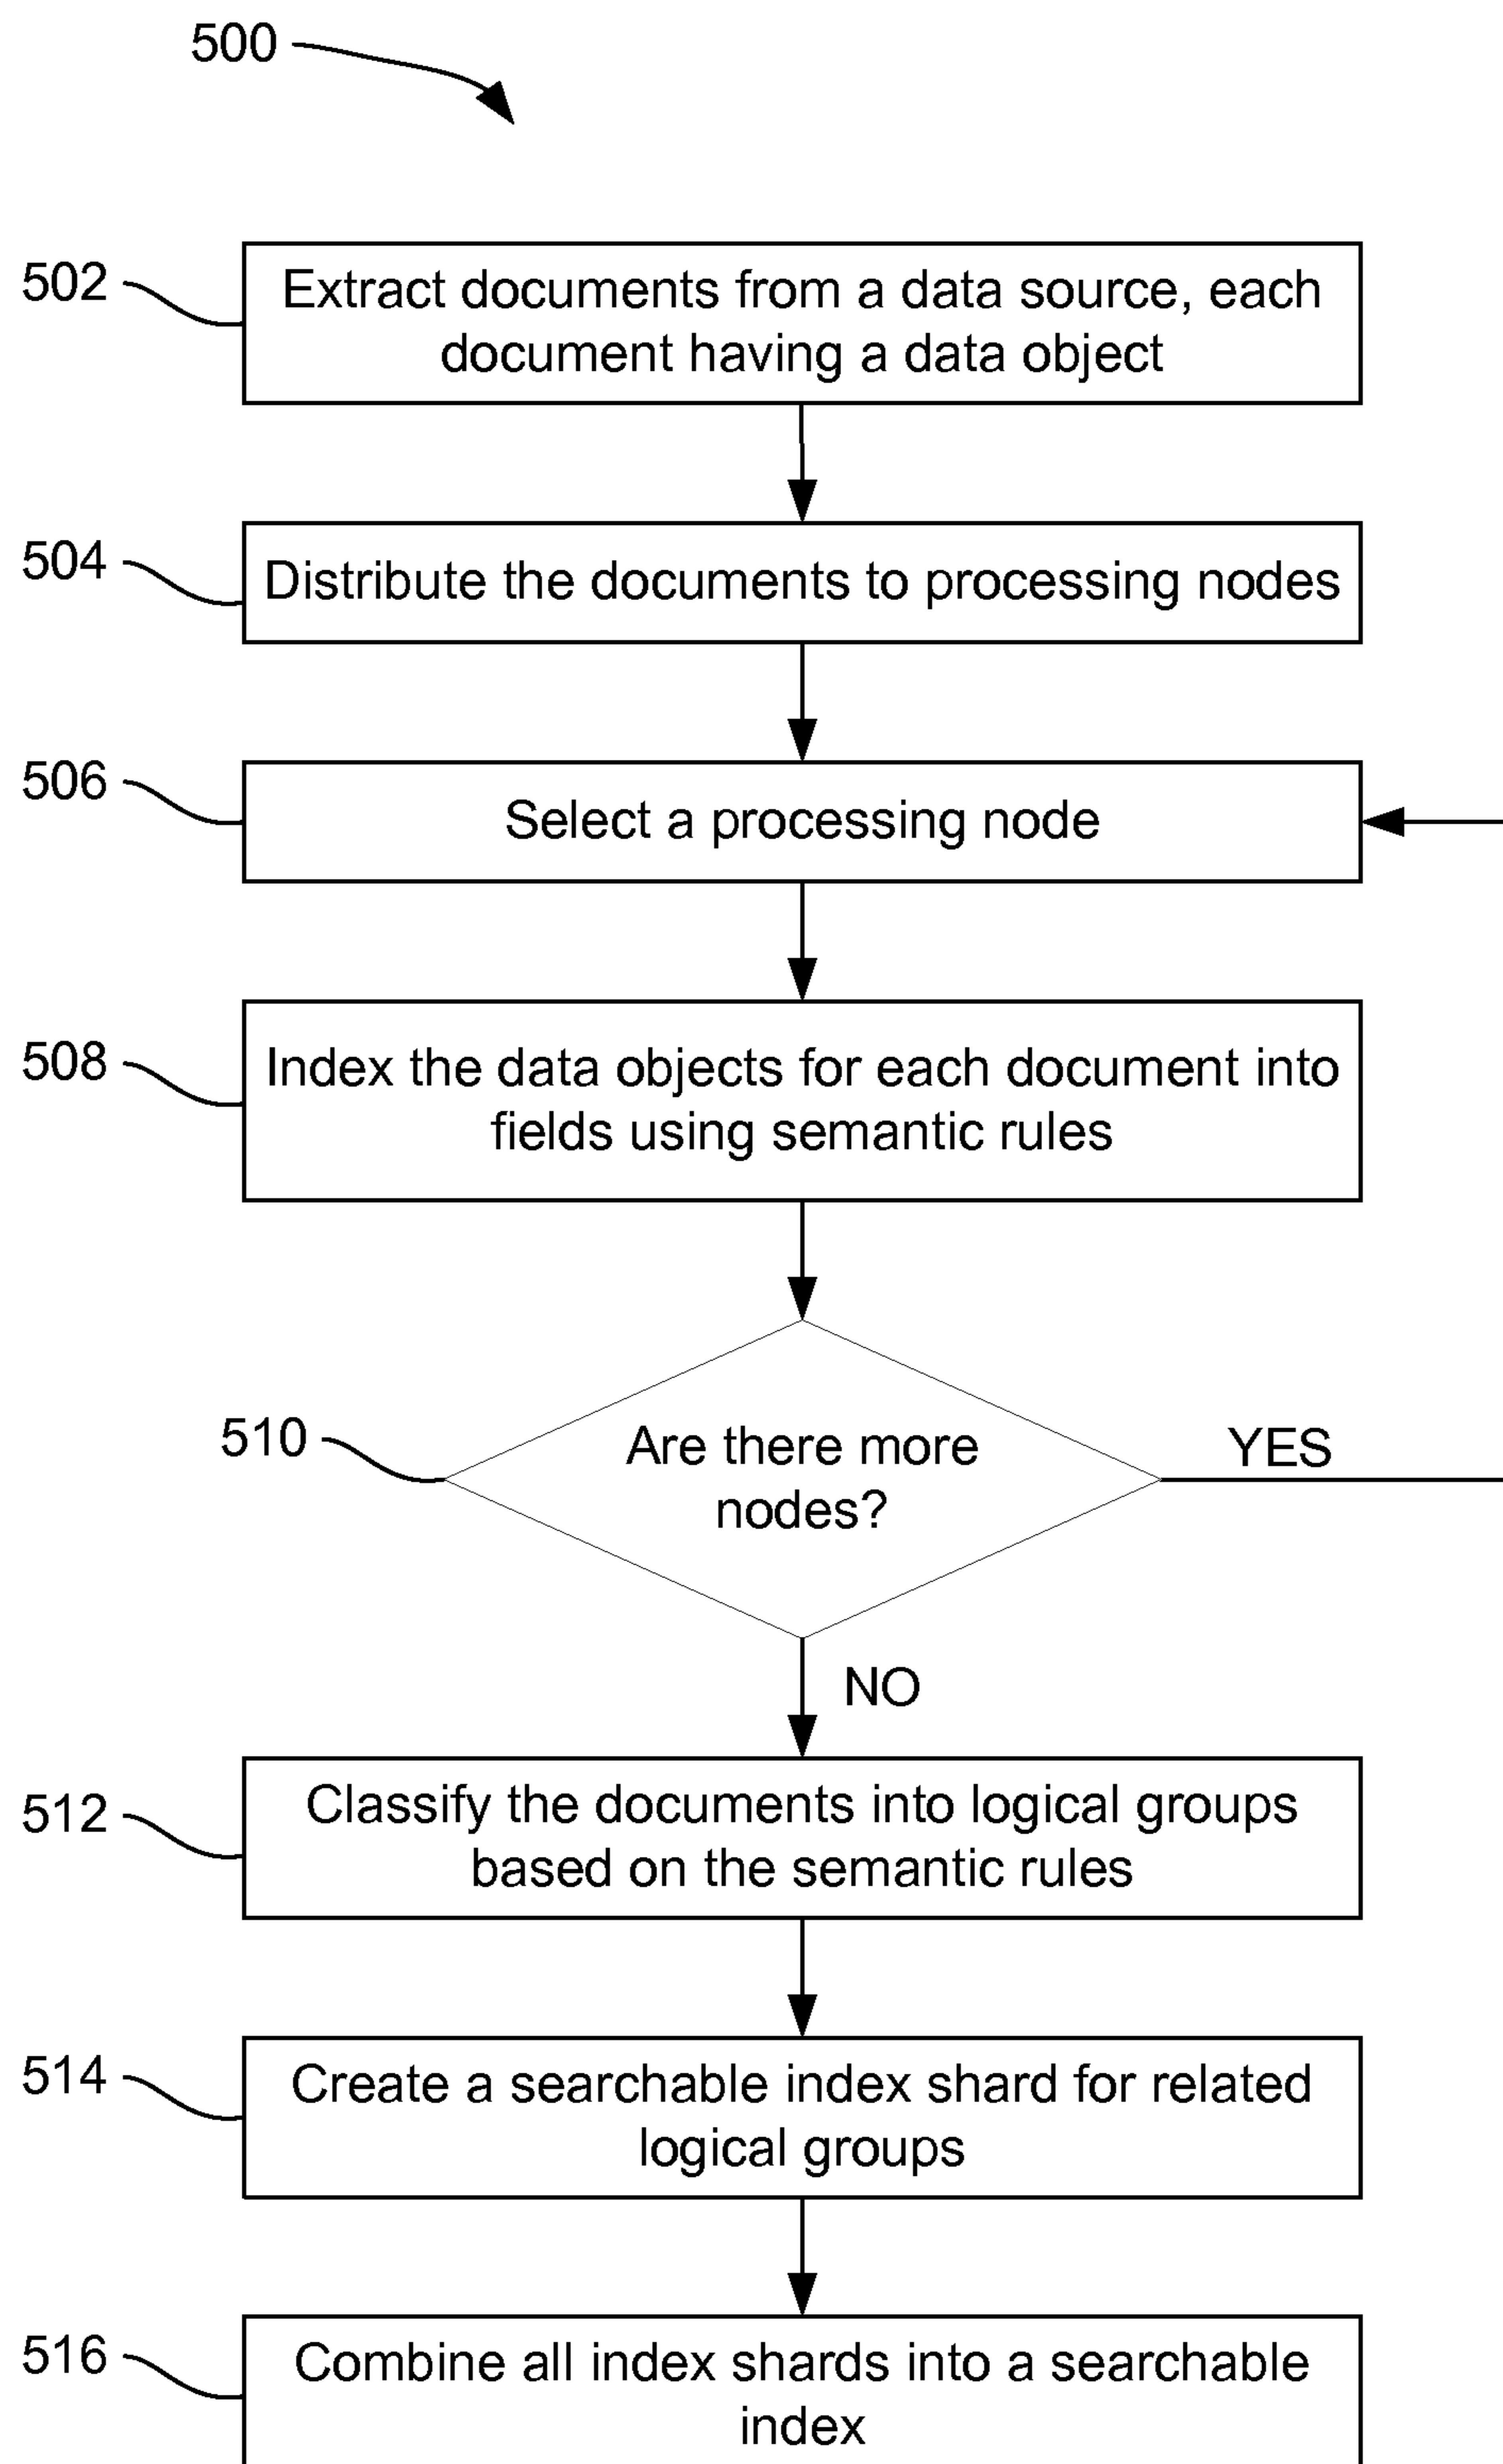 500
502
Extract documents from a data source, each
document having a data object
504
Distribute the documents to processing nodes
506
Select a processing node
508
Index the data objects for each document into
fields using semantic rules
510
Are there more
nodes?
YES
NO
512
Classify the documents into logical groups
based on the semantic rules
514
Create a searchable index shard for related
logical groups
516
Combine all index shards into a searchable
index